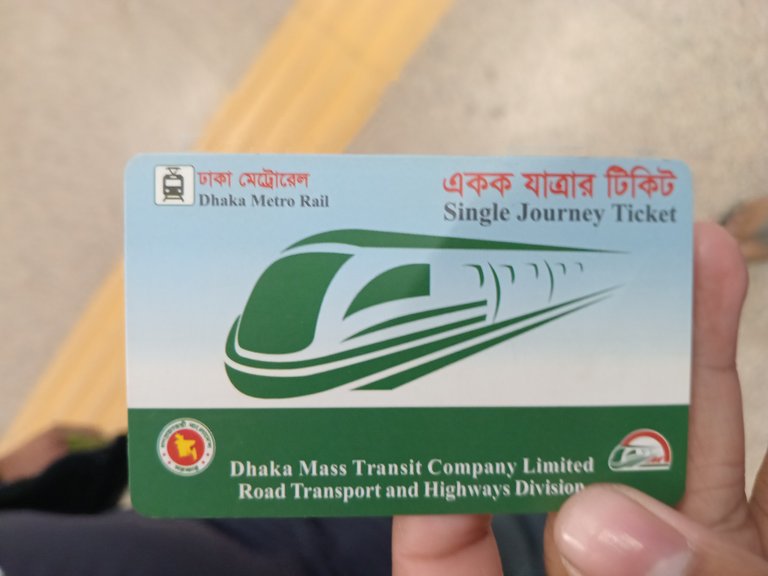 ঢাকা মেট্রোরেল
Dhaka Metro Rail
একক যাত্রার টিকিট
Single Journey Ticket
Dhaka Mass Transit Company Limited
Road Transport and Highways Division